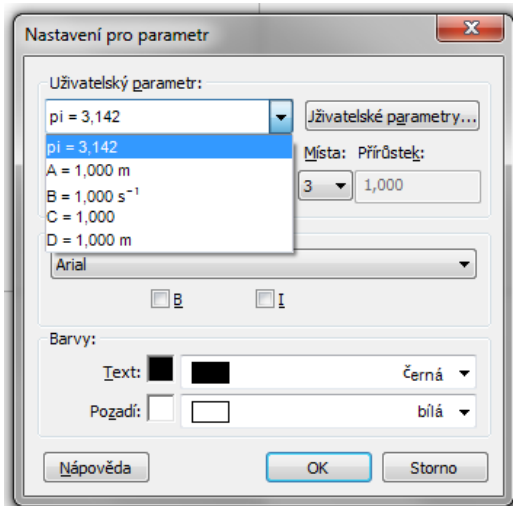 Nastavení pro parametr
Uživatelský parametr:
pi = 3,142
Jživatelské parametry...
pi = 3,142
A = 1,000 m
B = 1,000 s⁻¹
C = 1,000
D = 1,000 m
Místa: Přírůstek:
3 1,000
Arial
B I
Barvy:
Text: černá
Pozadí: bílá
Nápověda OK Storno